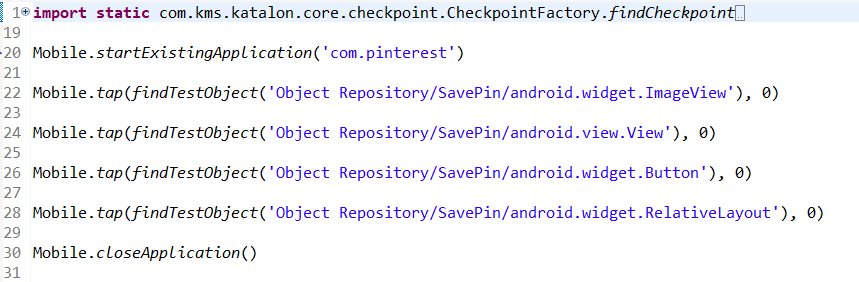 1 import static com.kms.katalon.core.checkpoint.CheckpointFactory.findCheckpoint
19
20 Mobile.startExistingApplication('com.pinterest')
21
22 Mobile.tap(findTestObject('Object Repository/SavePin/android.widget.ImageView'), 0)
23
24 Mobile.tap(findTestObject('Object Repository/SavePin/android.view.View'), 0)
25
26 Mobile.tap(findTestObject('Object Repository/SavePin/android.widget.Button'), 0)
27
28 Mobile.tap(findTestObject('Object Repository/SavePin/android.widget.RelativeLayout'), 0)
29
30 Mobile.closeApplication()
31